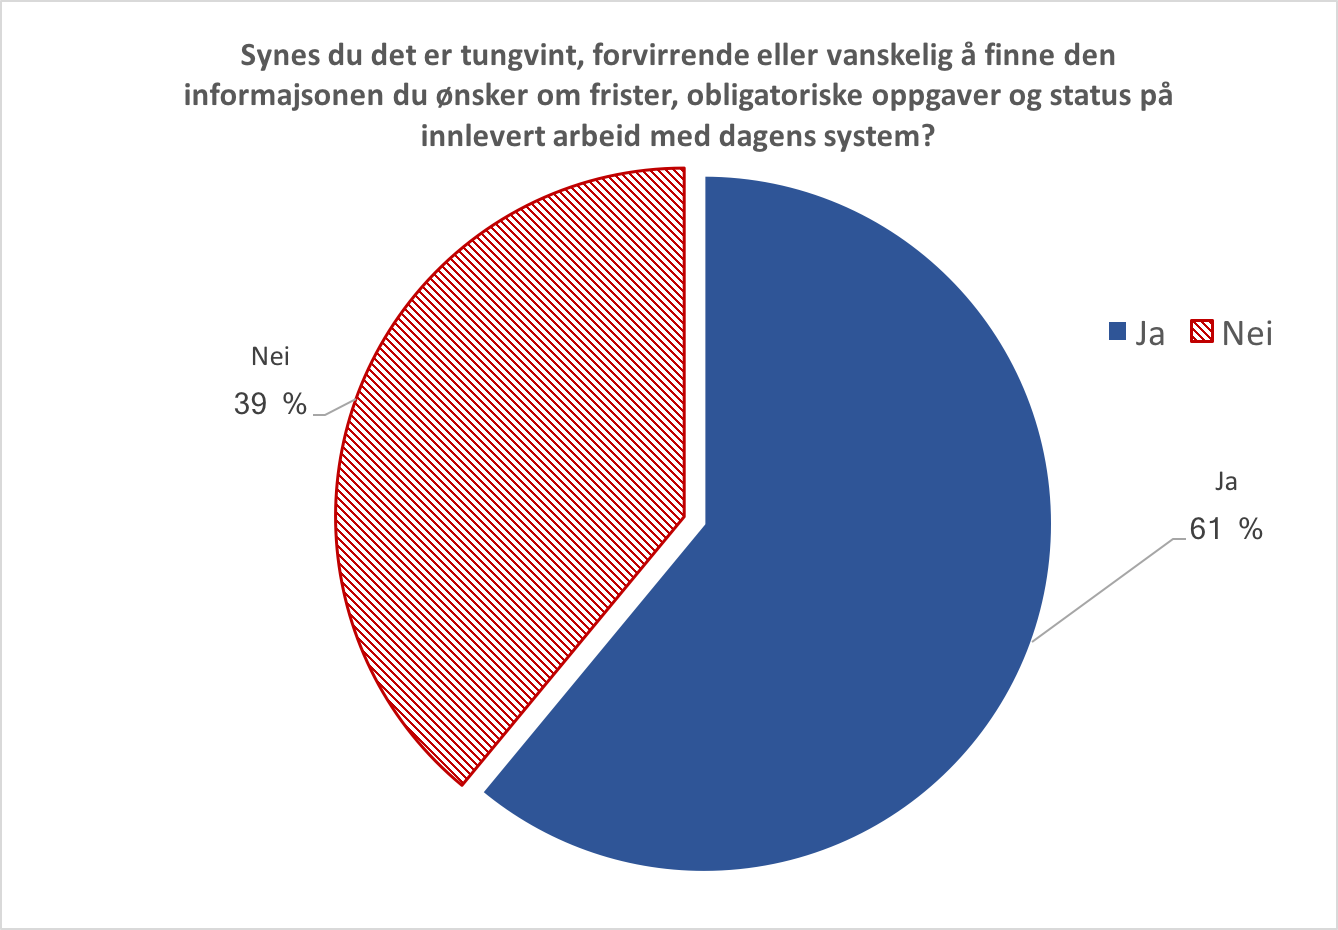 Synes du det er tungvint, forvirrende eller vanskelig å finne den
informajsonen du ønsker om frister, obligatoriske oppgaver og status på
innlevert arbeid med dagens system?
Nei
39 %
Ja Nei
Ja
61 %